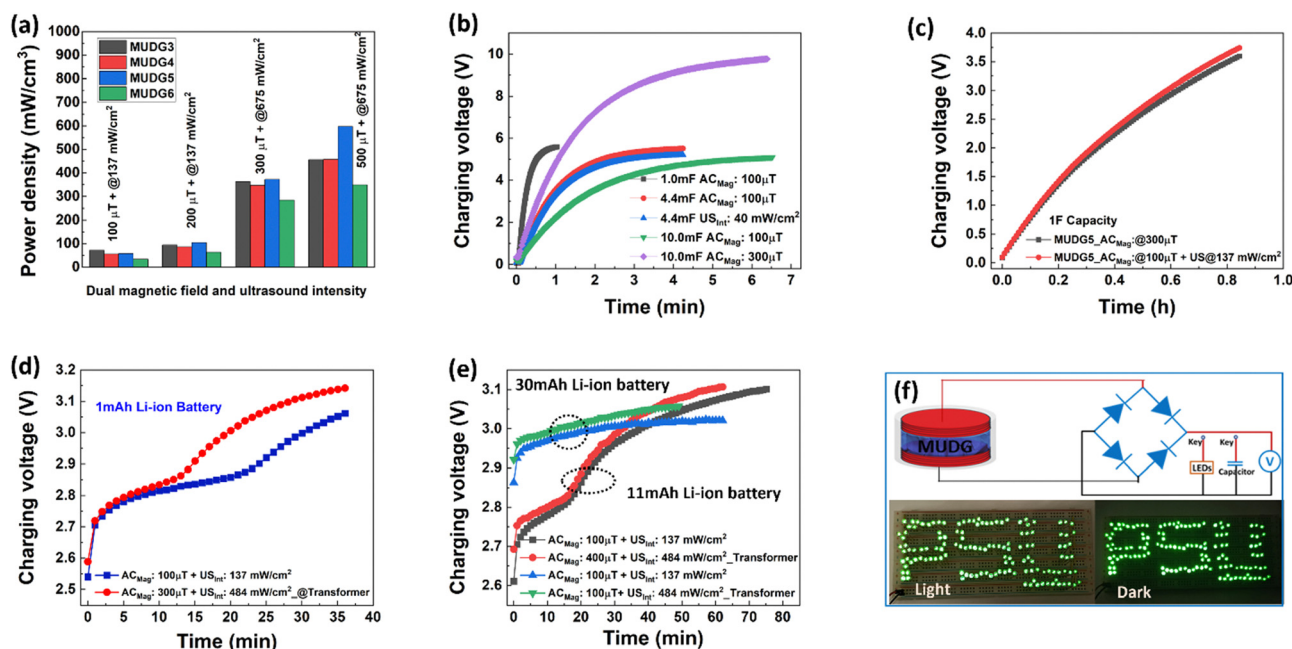 (a)
Power density (mW/cm³)
1000
900
800
700
600
500
400
300
200
100
0
MUDG3
MUDG4
MUDG5
MUDG6
100 μT + @137 mW/cm²
200 μT + @137 mW/cm²
300 μT + @675 mW/cm²
500 μT + @675 mW/cm²
Dual magnetic field and ultrasound intensity
(b)
Charging voltage (V)
12
10
8
6
4
2
0
1.0mF AC_Mag: 100μT
4.4mF AC_Mag: 100μT
4.4mF US_Int: 40 mW/cm²
10.0mF AC_Mag: 100μT
10.0mF AC_Mag: 300μT
0 1 2 3 4 5 6 7
Time (min)
(c)
Charging voltage (V)
4.0
3.5
3.0
2.5
2.0
1.5
1.0
0.5
0.0
1F Capacity
MUDG5_AC_Mag:@300μT
MUDG5_AC_Mag:@100μT + US@137 mW/cm²
0.0 0.2 0.4 0.6 0.8 1.0
Time (h)
(d)
Charging voltage (V)
3.2
3.1
3.0
2.9
2.8
2.7
2.6
2.5
1mAh Li-ion Battery
AC_Mag: 100μT + US_Int: 137 mW/cm²
AC_Mag: 300μT + US_Int: 484 mW/cm²_@Transformer
0 5 10 15 20 25 30 35 40
Time (min)
(e)
Charging voltage (V)
3.1
3.0
2.9
2.8
2.7
2.6
30mAh Li-ion battery
11mAh Li-ion battery
AC_Mag: 100μT + US_Int: 137 mW/cm²
AC_Mag: 400μT + US_Int: 484 mW/cm²_Transformer
AC_Mag: 100μT + US_Int: 137 mW/cm²
AC_Mag: 100μT+ US_Int: 484 mW/cm²_Transformer
0 10 20 30 40 50 60 70 80
Time (min)
(f)
MUDG
Key
Key
LEDs
Capacitor
V
PSU
PSU
Light
Dark